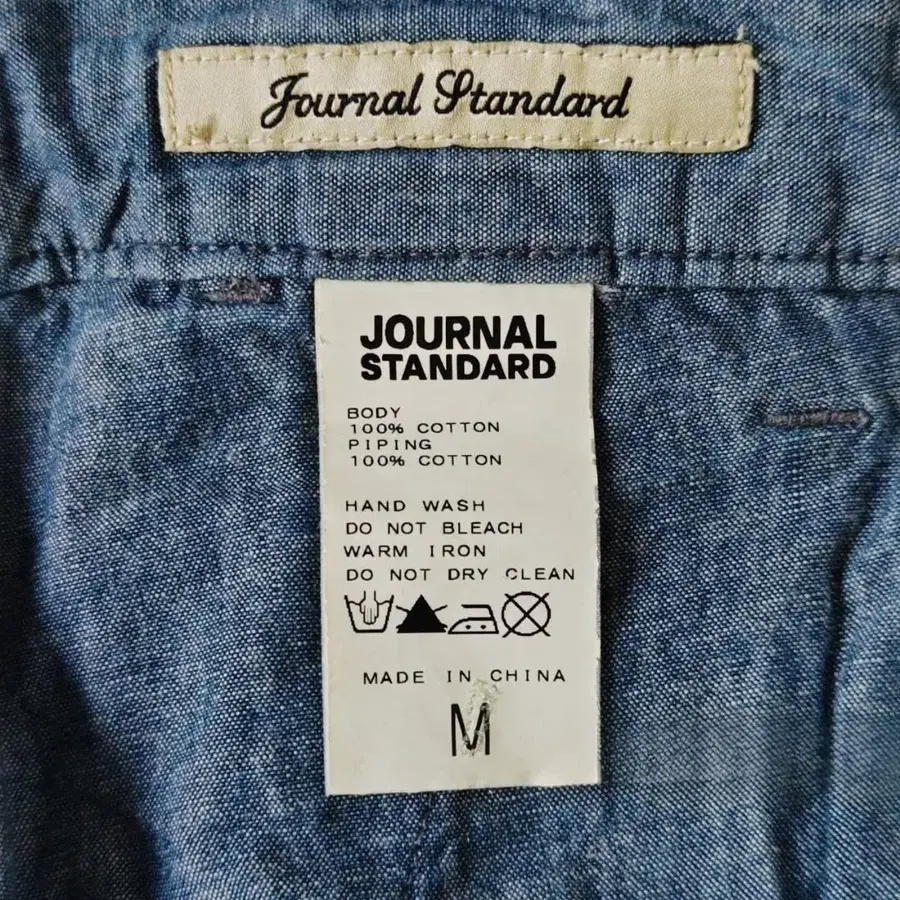 Journal Standard
JOURNAL
STANDARD
BODY
100% COTTON
PIPING
100% COTTON
HAND WASH
DO NOT BLEACH
WARM IRON
DO NOT DRY CLEAN
MADE IN CHINA
M